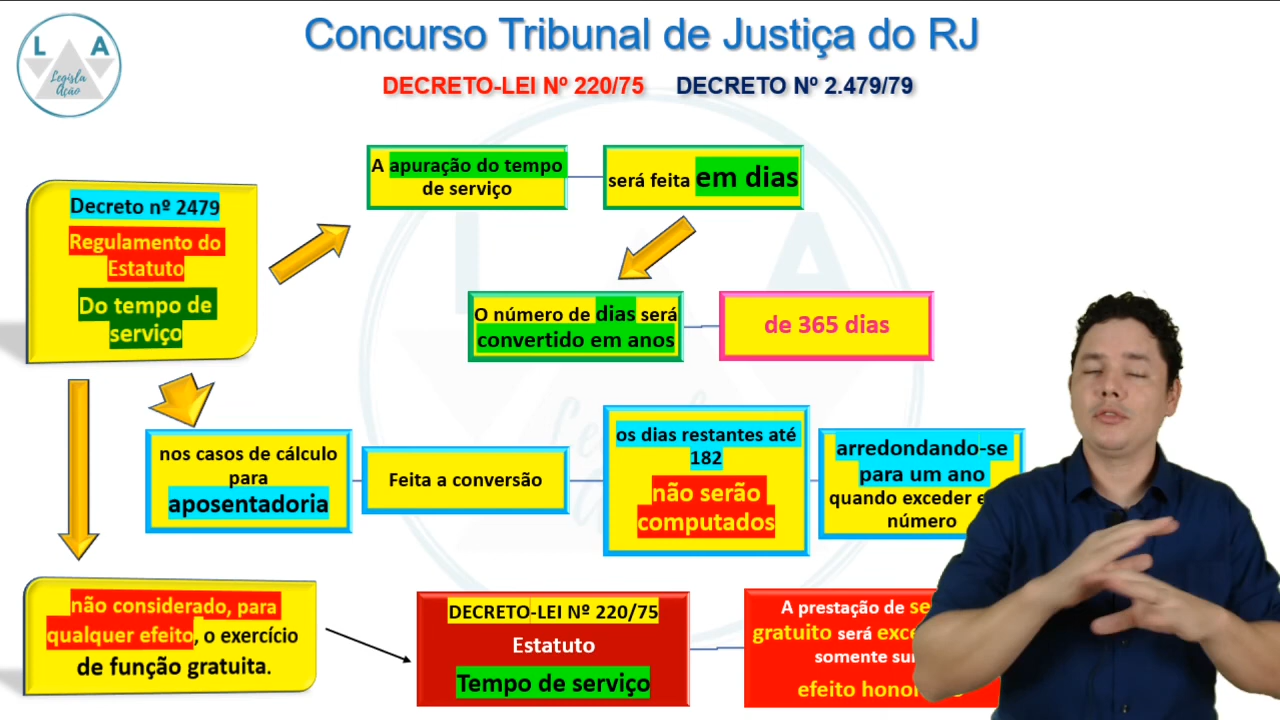 L A
Legisla
Ação
Concurso Tribunal de Justiça do RJ
DECRETO-LEI Nº 220/75 DECRETO Nº 2.479/79
A apuração do tempo
de serviço
será feita em dias
Decreto nº 2479
Regulamento do
Estatuto
Do tempo de
serviço
O número de dias será
convertido em anos
de 365 dias
nos casos de cálculo
para
aposentadoria
Feita a conversão
os dias restantes até
182
não serão
computados
arredondando-se
para um ano
quando exceder
número
não considerado, para
qualquer efeito, o exercício
de função gratuita.
DECRETO-LEI Nº 220/75
Estatuto
Tempo de serviço
A prestação de
gratuito será
somente
efeito